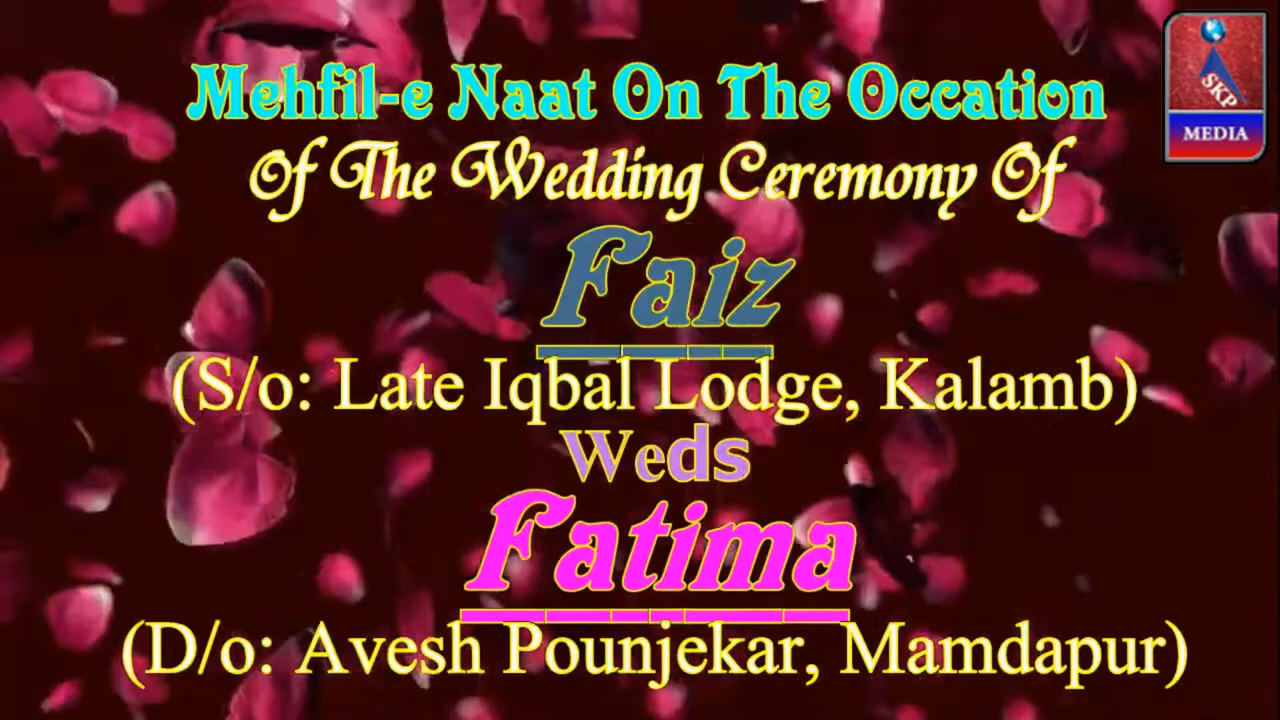 Mehfil-e Naat On The Occation
Of The Wedding Ceremony Of
Faiz
(S/o: Late Iqbal Lodge, Kalamb)
Weds
Fatima
(D/o: Avesh Pounjekar, Mamdapur)
SKP
MEDIA